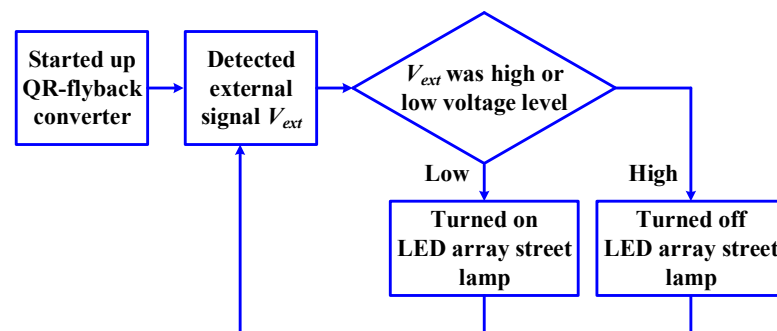 Started up
QR-flyback
converter
Detected
external
signal Vext
Vext was high or
low voltage level
Low
High
Turned on
LED array street
lamp
Turned off
LED array street
lamp